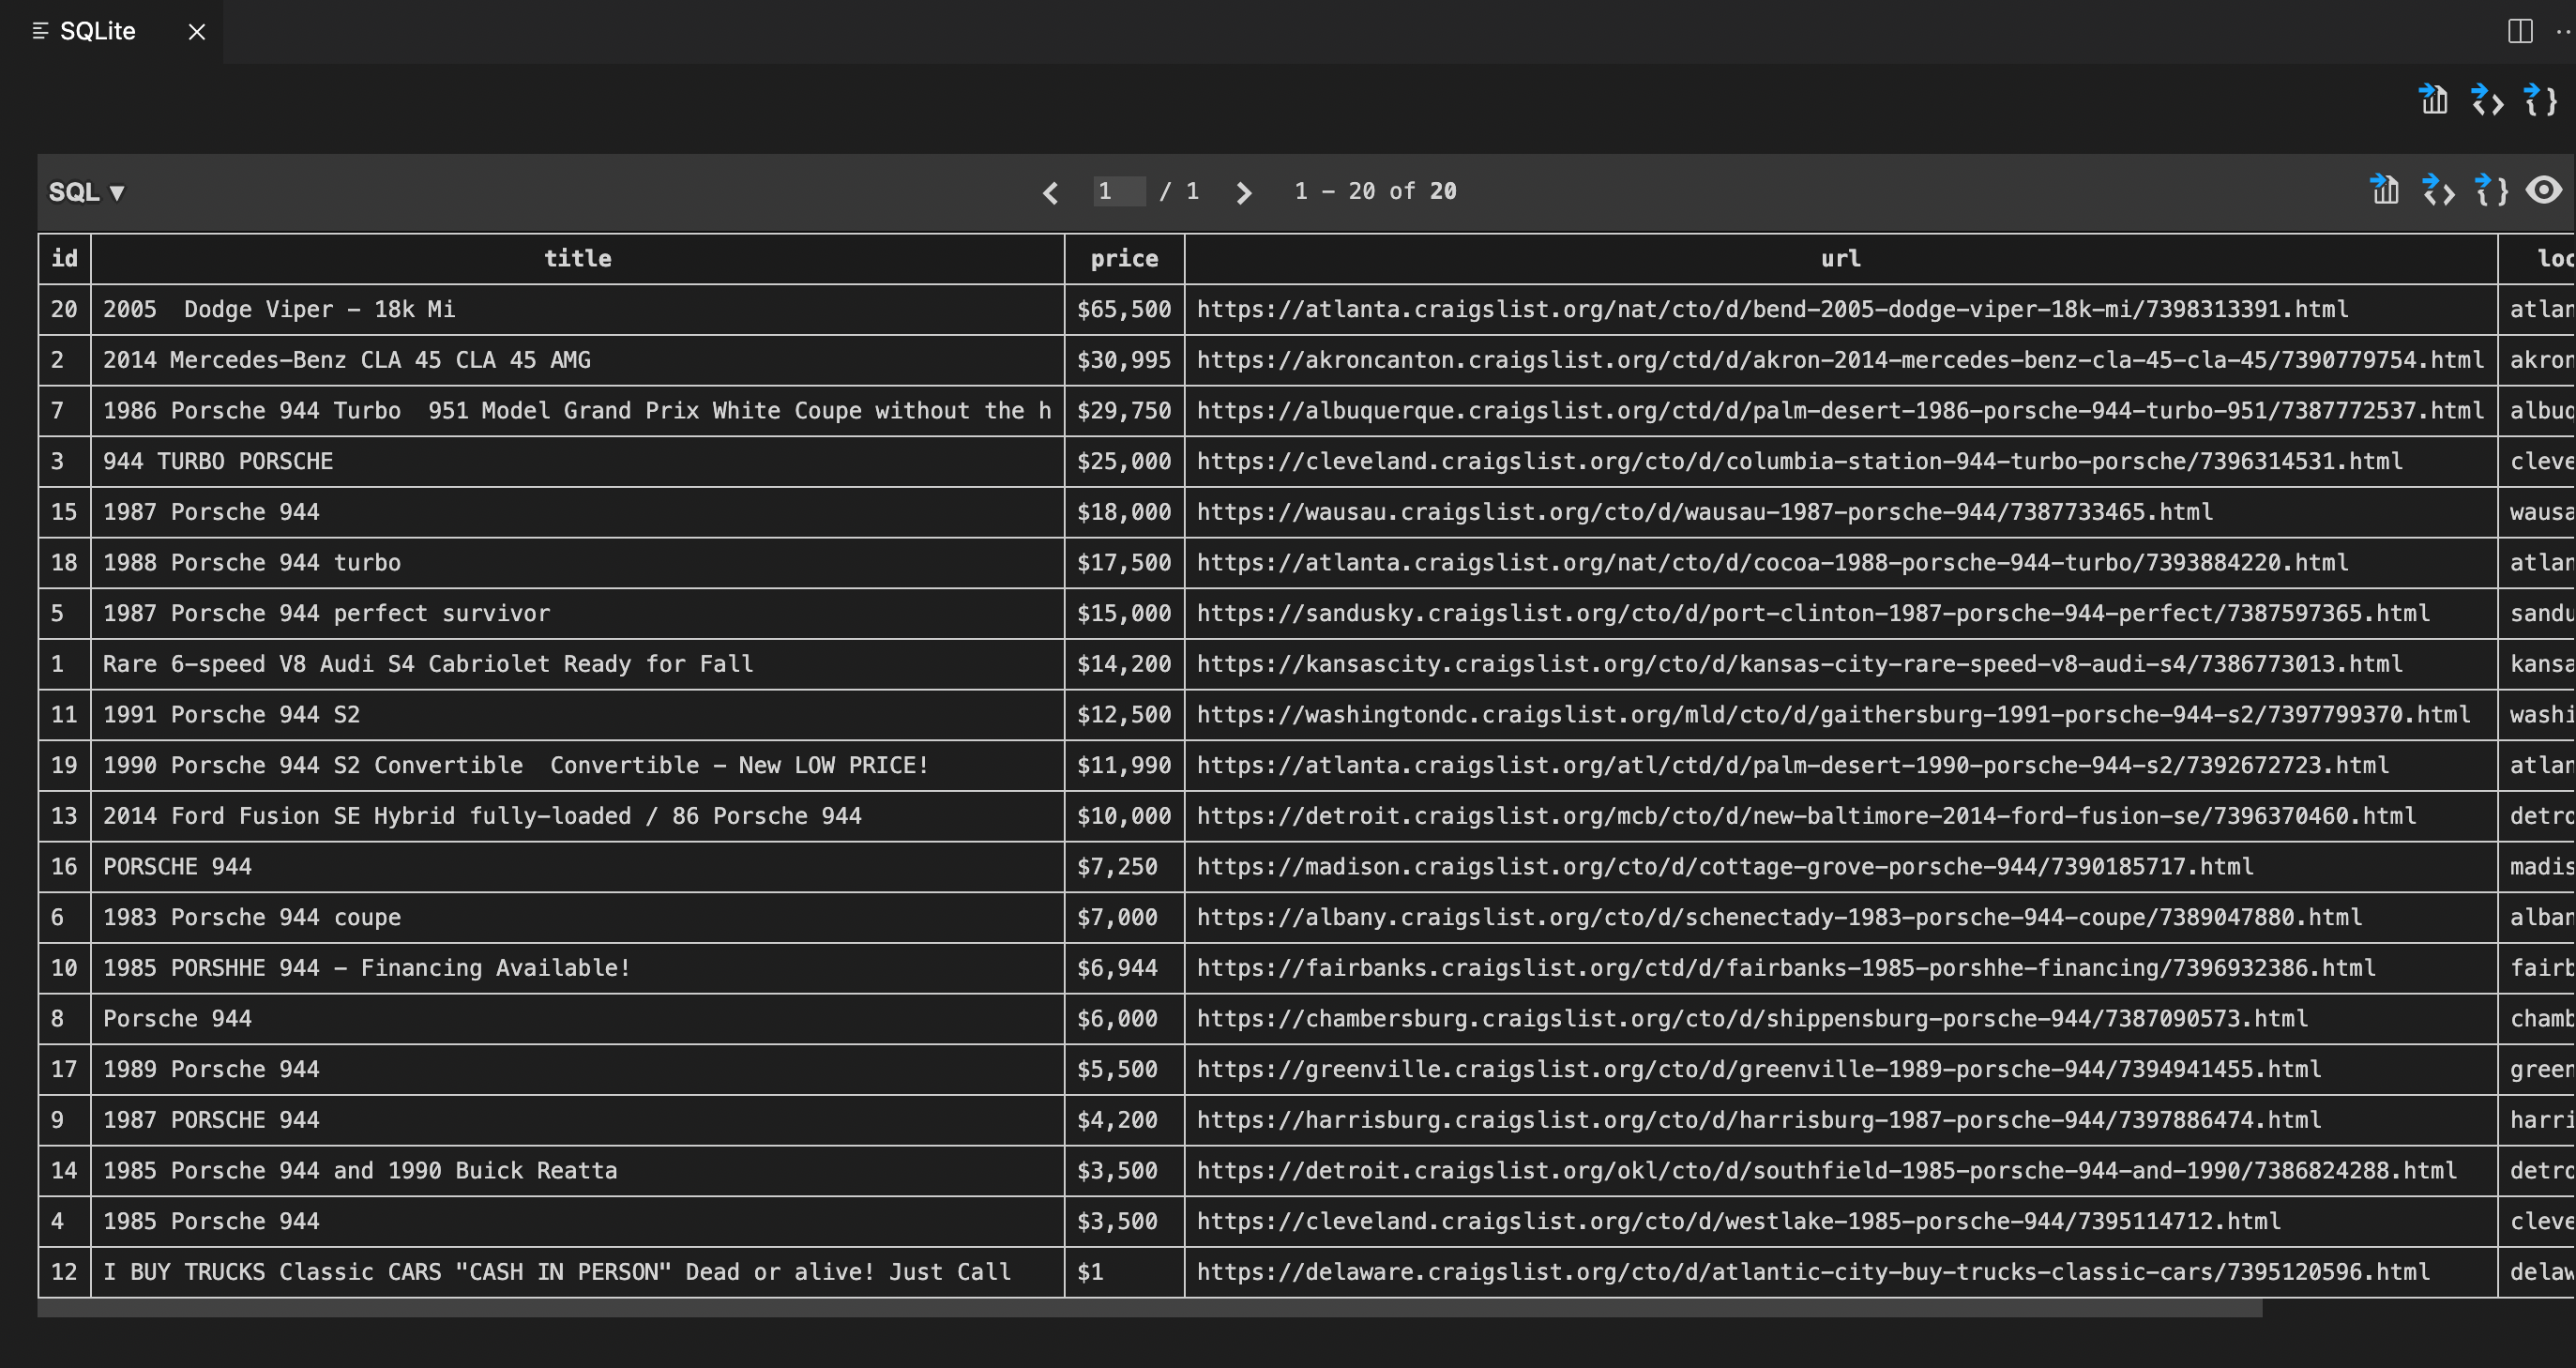 SQLite
SQL ▼ 1 / 1 1 – 20 of 20
id title price url loc
20 2005  Dodge Viper – 18k Mi $65,500 https://atlanta.craigslist.org/nat/cto/d/bend-2005-dodge-viper-18k-mi/7398313391.html atlan
2 2014 Mercedes-Benz CLA 45 CLA 45 AMG $30,995 https://akroncanton.craigslist.org/ctd/d/akron-2014-mercedes-benz-cla-45-cla-45/7390779754.html akron
7 1986 Porsche 944 Turbo  951 Model Grand Prix White Coupe without the h $29,750 https://albuquerque.craigslist.org/ctd/d/palm-desert-1986-porsche-944-turbo-951/7387772537.html albuq
3 944 TURBO PORSCHE $25,000 https://cleveland.craigslist.org/cto/d/columbia-station-944-turbo-porsche/7396314531.html cleve
15 1987 Porsche 944 $18,000 https://wausau.craigslist.org/cto/d/wausau-1987-porsche-944/7387733465.html wausa
18 1988 Porsche 944 turbo $17,500 https://atlanta.craigslist.org/nat/cto/d/cocoa-1988-porsche-944-turbo/7393884220.html atlan
5 1987 Porsche 944 perfect survivor $15,000 https://sandusky.craigslist.org/cto/d/port-clinton-1987-porsche-944-perfect/7387597365.html sandu
1 Rare 6-speed V8 Audi S4 Cabriolet Ready for Fall $14,200 https://kansascity.craigslist.org/cto/d/kansas-city-rare-speed-v8-audi-s4/7386773013.html kansa
11 1991 Porsche 944 S2 $12,500 https://washingtondc.craigslist.org/mld/cto/d/gaithersburg-1991-porsche-944-s2/7397799370.html washi
19 1990 Porsche 944 S2 Convertible  Convertible – New LOW PRICE! $11,990 https://atlanta.craigslist.org/atl/ctd/d/palm-desert-1990-porsche-944-s2/7392672723.html atlan
13 2014 Ford Fusion SE Hybrid fully-loaded / 86 Porsche 944 $10,000 https://detroit.craigslist.org/mcb/cto/d/new-baltimore-2014-ford-fusion-se/7396370460.html detro
16 PORSCHE 944 $7,250 https://madison.craigslist.org/cto/d/cottage-grove-porsche-944/7390185717.html madis
6 1983 Porsche 944 coupe $7,000 https://albany.craigslist.org/cto/d/schenectady-1983-porsche-944-coupe/7389047880.html alban
10 1985 PORSHHE 944 – Financing Available! $6,944 https://fairbanks.craigslist.org/ctd/d/fairbanks-1985-porshhe-financing/7396932386.html fairb
8 Porsche 944 $6,000 https://chambersburg.craigslist.org/cto/d/shippensburg-porsche-944/7387090573.html chamb
17 1989 Porsche 944 $5,500 https://greenville.craigslist.org/cto/d/greenville-1989-porsche-944/7394941455.html green
9 1987 PORSCHE 944 $4,200 https://harrisburg.craigslist.org/cto/d/harrisburg-1987-porsche-944/7397886474.html harri
14 1985 Porsche 944 and 1990 Buick Reatta $3,500 https://detroit.craigslist.org/okl/cto/d/southfield-1985-porsche-944-and-1990/7386824288.html detro
4 1985 Porsche 944 $3,500 https://cleveland.craigslist.org/cto/d/westlake-1985-porsche-944/7395114712.html cleve
12 I BUY TRUCKS Classic CARS "CASH IN PERSON" Dead or alive! Just Call $1 https://delaware.craigslist.org/cto/d/atlantic-city-buy-trucks-classic-cars/7395120596.html delaw